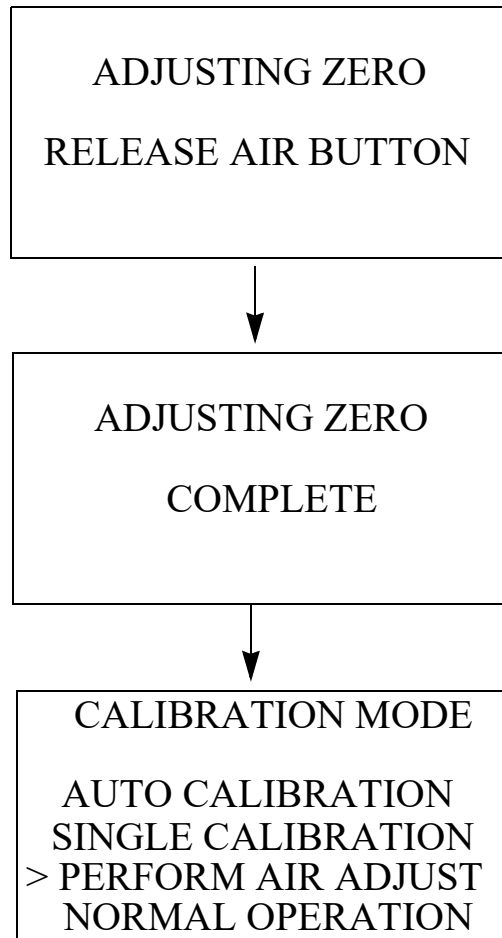 ADJUSTING ZERO
RELEASE AIR BUTTON
ADJUSTING ZERO
COMPLETE
CALIBRATION MODE
AUTO CALIBRATION
SINGLE CALIBRATION
> PERFORM AIR ADJUST
NORMAL OPERATION